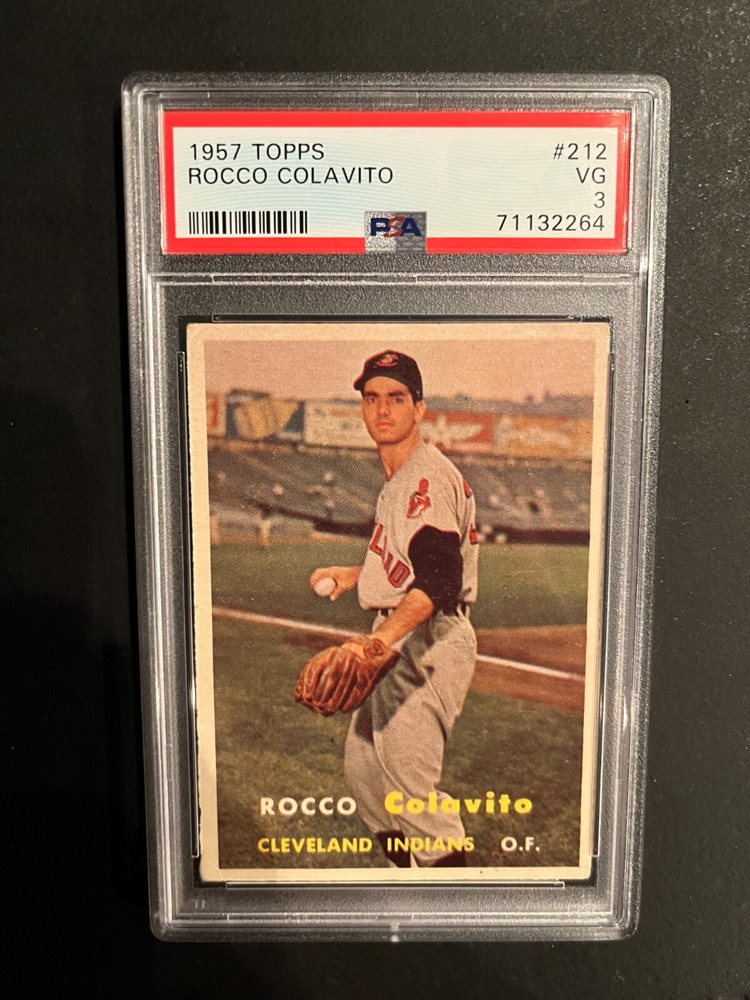 1957 TOPPS #212
ROCCO COLAVITO VG
3
PSA 71132264
ROCCO Colavito
CLEVELAND INDIANS O.F.